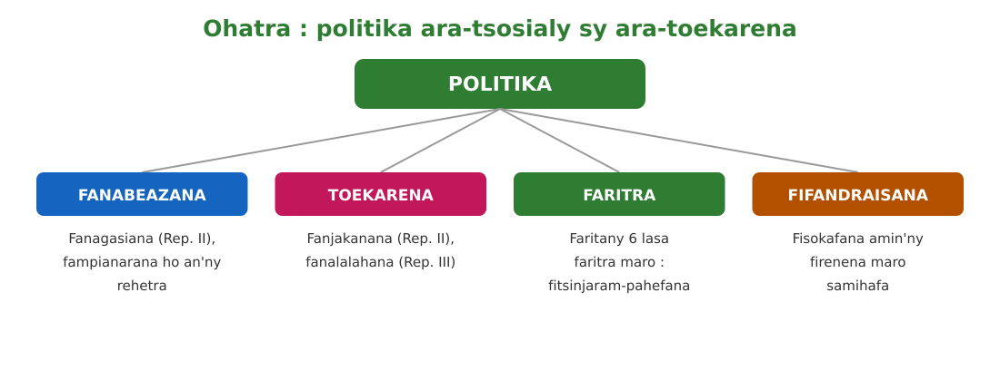 Ohatra : politika ara-tsosialy sy ara-toekarena
POLITIKA
FANABEAZANA
Fanagasiana (Rep. II),
fampianarana ho an'ny
rehetra
TOEKARENA
Fanjakanana (Rep. II),
fanalalahana (Rep. III)
FARITRA
Faritany 6 lasa
faritra maro :
fitsinjaram-pahefana
FIFANDRAISANA
Fisokafana amin'ny
firenena maro
samihafa